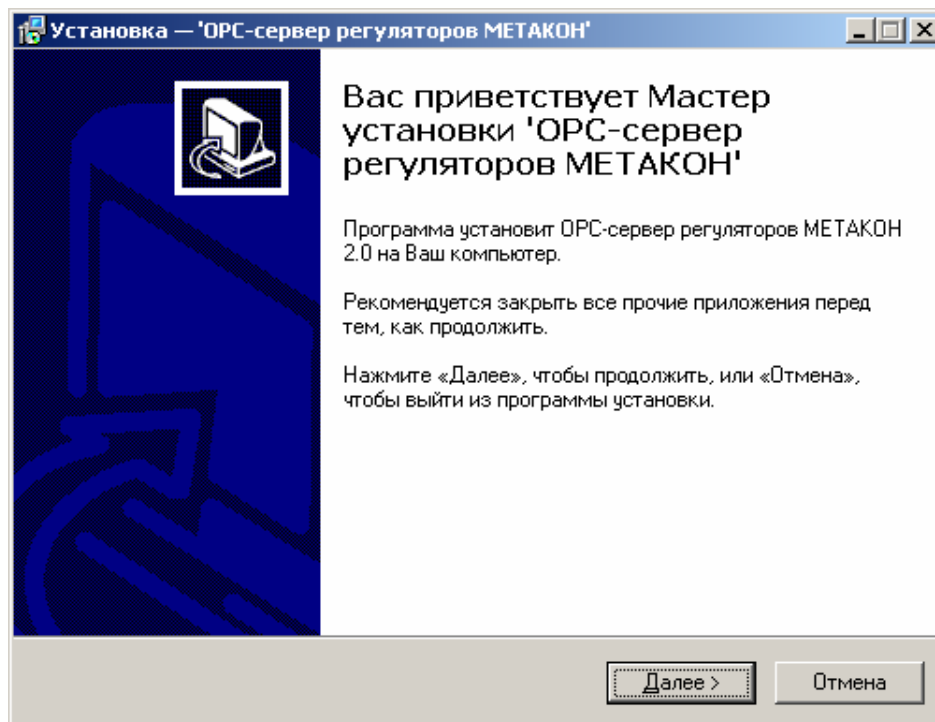 Установка — 'OPC-сервер регуляторов МЕТАКОН'
Вас приветствует Мастер
установки 'OPC-сервер
регуляторов МЕТАКОН'
Программа установит OPC-сервер регуляторов МЕТАКОН
2.0 на Ваш компьютер.
Рекомендуется закрыть все прочие приложения перед
тем, как продолжить.
Нажмите «Далее», чтобы продолжить, или «Отмена»,
чтобы выйти из программы установки.
Далее >
Отмена